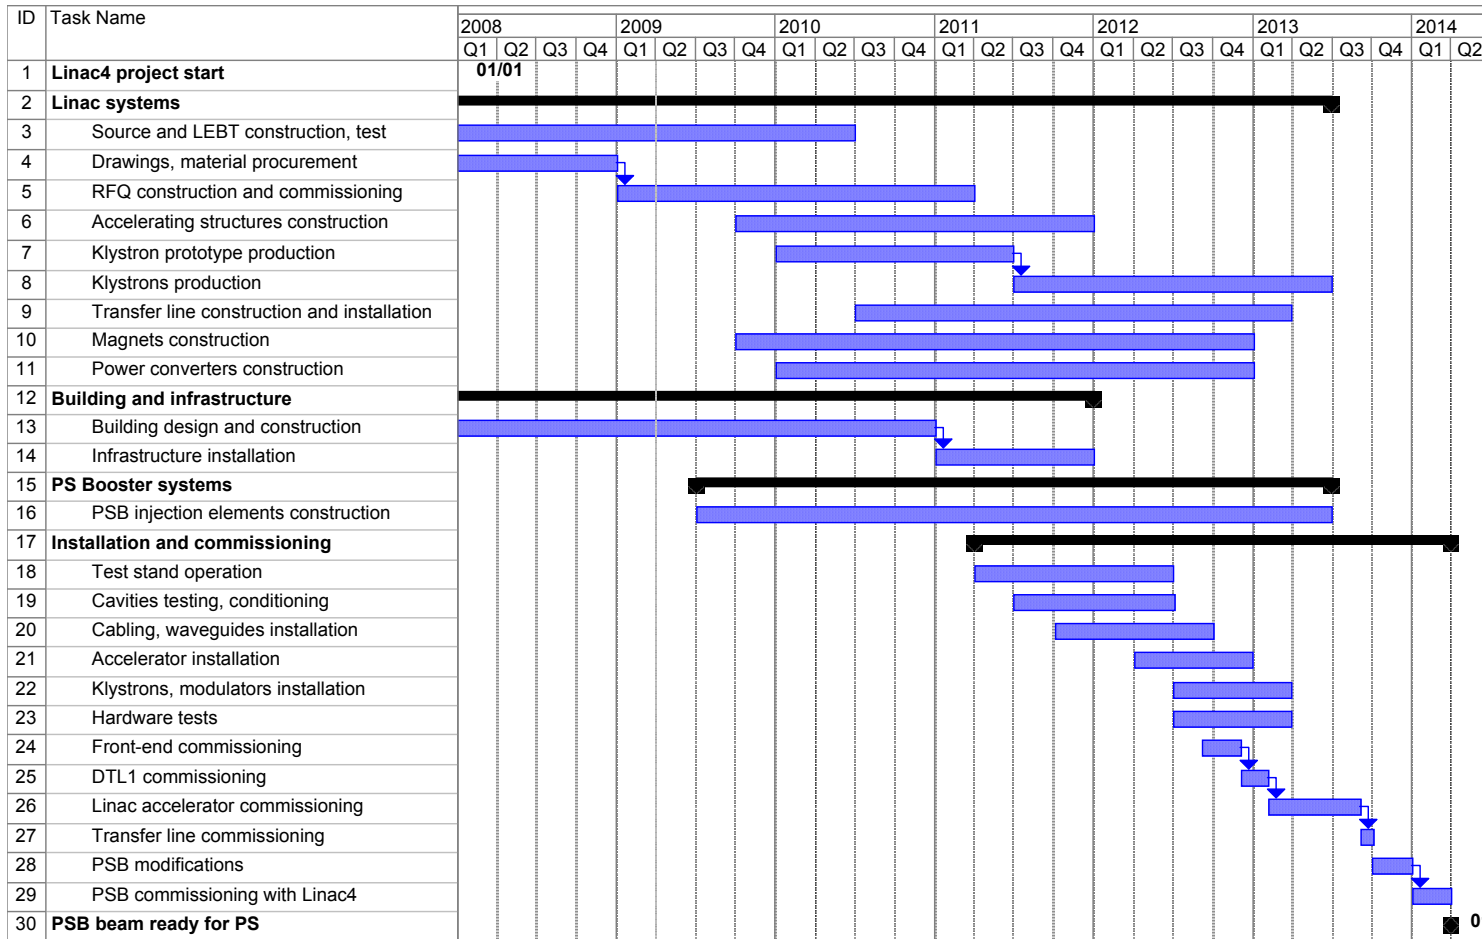 ID Task Name
2008 2009 2010 2011 2012 2013 2014
Q1 Q2 Q3 Q4 Q1 Q2 Q3 Q4 Q1 Q2 Q3 Q4 Q1 Q2 Q3 Q4 Q1 Q2 Q3 Q4 Q1 Q2 Q3 Q4 Q1 Q2
1 Linac4 project start 01/01
2 Linac systems
3 Source and LEBT construction, test
4 Drawings, material procurement
5 RFQ construction and commissioning
6 Accelerating structures construction
7 Klystron prototype production
8 Klystrons production
9 Transfer line construction and installation
10 Magnets construction
11 Power converters construction
12 Building and infrastructure
13 Building design and construction
14 Infrastructure installation
15 PS Booster systems
16 PSB injection elements construction
17 Installation and commissioning
18 Test stand operation
19 Cavities testing, conditioning
20 Cabling, waveguides installation
21 Accelerator installation
22 Klystrons, modulators installation
23 Hardware tests
24 Front-end commissioning
25 DTL1 commissioning
26 Linac accelerator commissioning
27 Transfer line commissioning
28 PSB modifications
29 PSB commissioning with Linac4
30 PSB beam ready for PS 0